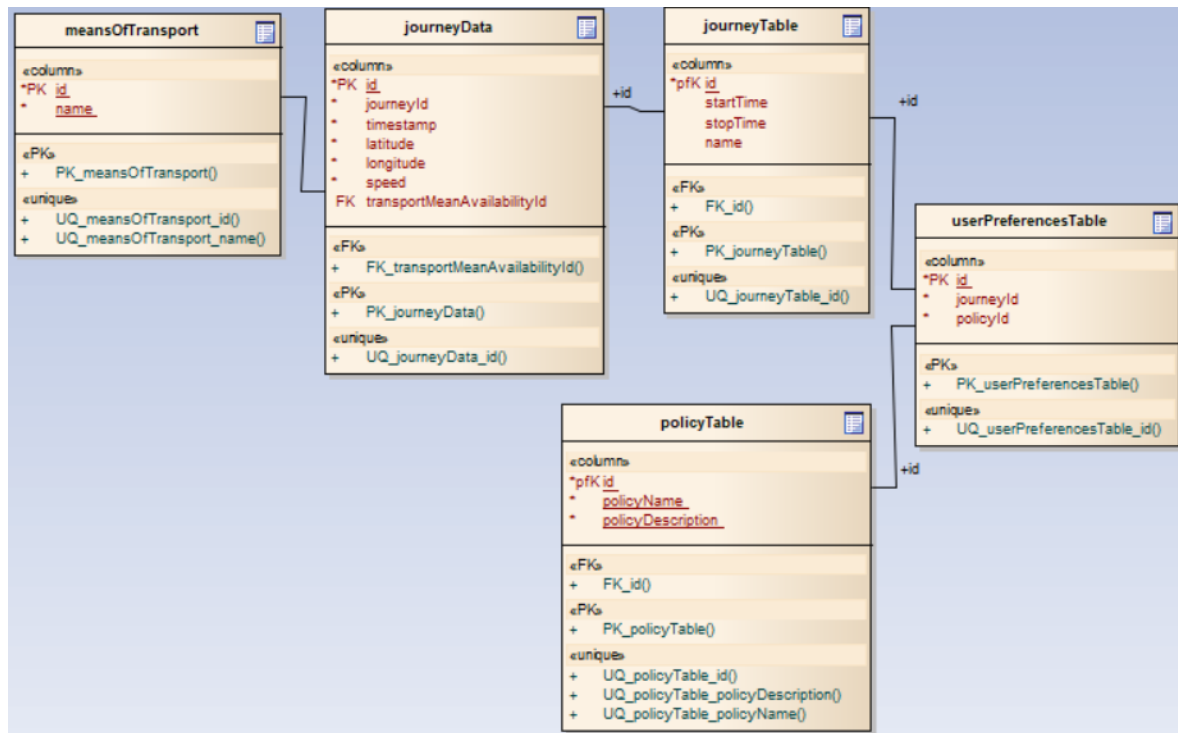 meansOfTransport
«column»
*PK id
* name
«PK»
+ PK_meansOfTransport()
«unique»
+ UQ_meansOfTransport_id()
+ UQ_meansOfTransport_name()
journeyData
«column»
*PK id
* journeyId
* timestamp
* latitude
* longitude
* speed
FK transportMeanAvailabilityId
«FK»
+ FK_transportMeanAvailabilityId()
«PK»
+ PK_journeyData()
«unique»
+ UQ_journeyData_id()
+id
journeyTable
«column»
*pfK id
startTime
stopTime
name
«FK»
+ FK_id()
«PK»
+ PK_journeyTable()
«unique»
+ UQ_journeyTable_id()
+id
userPreferencesTable
«column»
*PK id
* journeyId
* policyId
«PK»
+ PK_userPreferencesTable()
«unique»
+ UQ_userPreferencesTable_id()
+id
policyTable
«column»
*pfK id
* policyName
* policyDescription
«FK»
+ FK_id()
«PK»
+ PK_policyTable()
«unique»
+ UQ_policyTable_id()
+ UQ_policyTable_policyDescription()
+ UQ_policyTable_policyName()